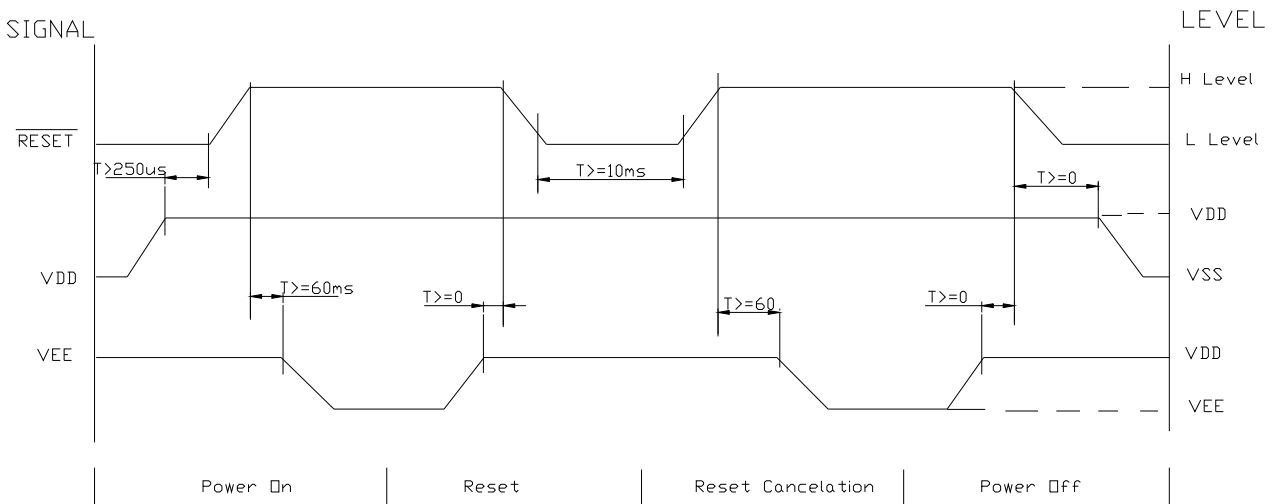 SIGNAL
LEVEL
H Level
RESET
L Level
T>250us
T>=10ms
T>=0
VDD
VDD
VSS
T>=60ms
T>=0
T>=60
T>=0
VEE
VDD
VEE
Power On
Reset
Reset Cancelation
Power Off